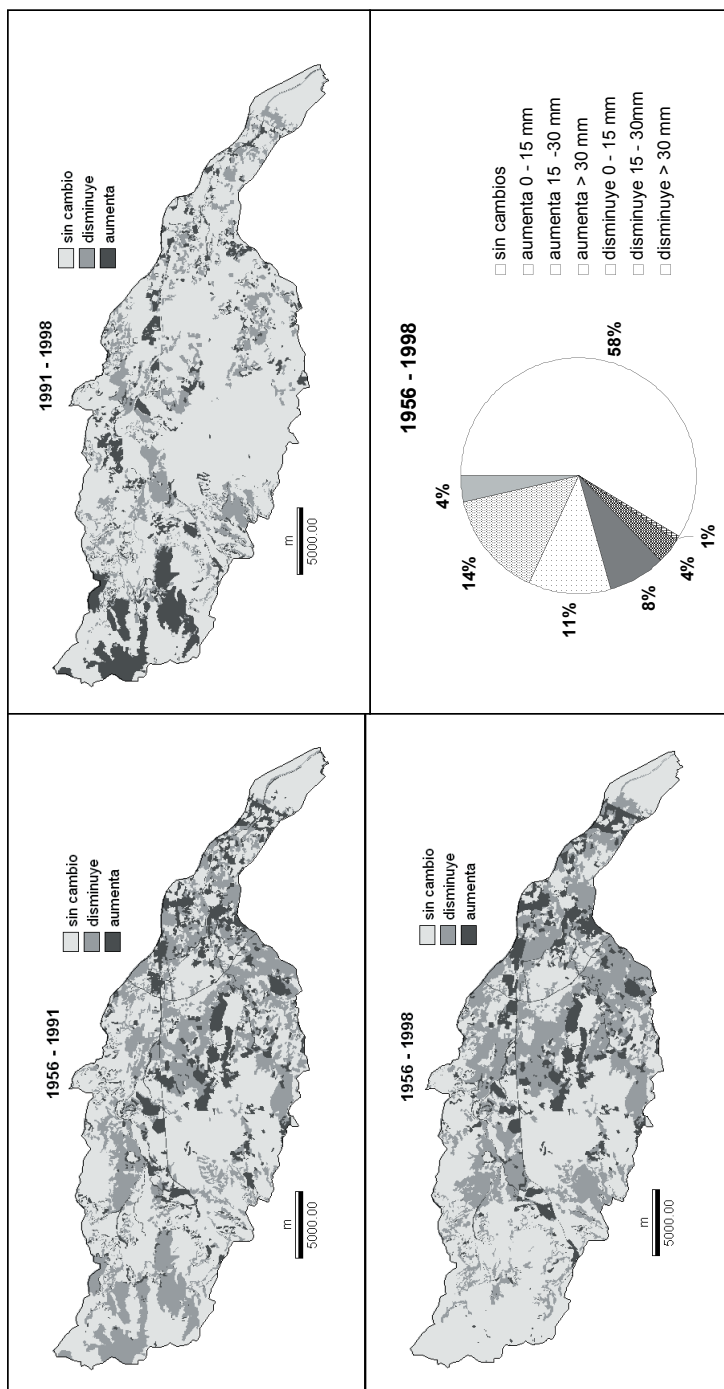 1956 - 1991
sin cambio
disminuye
aumenta
m
5000.00
1991 - 1998
sin cambio
disminuye
aumenta
m
5000.00
1956 - 1998
sin cambio
disminuye
aumenta
m
5000.00
1956 - 1998
4%
14%
11%
8%
4%
1%
58%
sin cambios
aumenta 0 - 15 mm
aumenta 15 -30 mm
aumenta > 30 mm
disminuye 0 - 15 mm
disminuye 15 - 30mm
disminuye > 30 mm